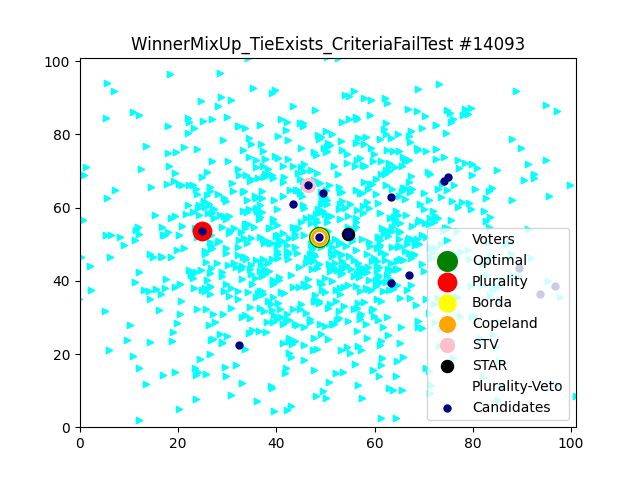 WinnerMixUp_TieExists_CriteriaFailTest #14093
100
80
60
40
20
0
0
20
40
60
80
100
Voters
Optimal
Plurality
Borda
Copeland
STV
STAR
Plurality-Veto
Candidates